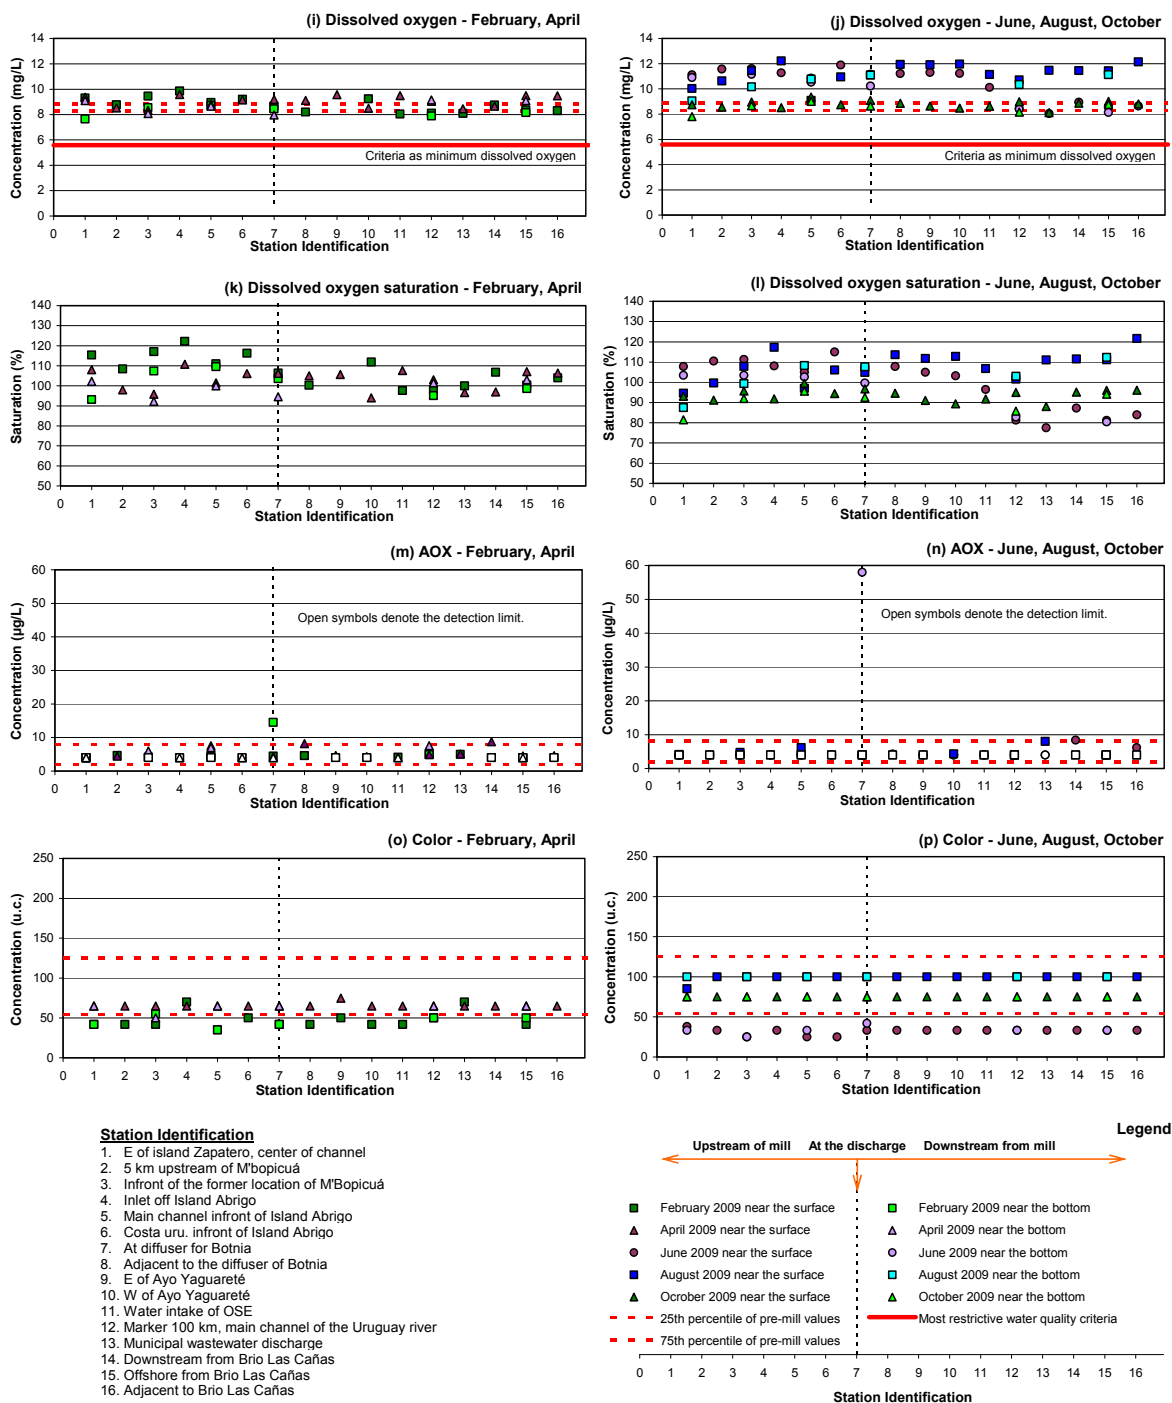 (i) Dissolved oxygen - February, April
Concentration (mg/L)
14
12
10
8
6
4
2
0
Criteria as minimum dissolved oxygen
0 1 2 3 4 5 6 7 8 9 10 11 12 13 14 15 16
Station Identification
(j) Dissolved oxygen - June, August, October
Concentration (mg/L)
14
12
10
8
6
4
2
0
Criteria as minimum dissolved oxygen
0 1 2 3 4 5 6 7 8 9 10 11 12 13 14 15 16
Station Identification
(k) Dissolved oxygen saturation - February, April
Saturation (%)
140
130
120
110
100
90
80
70
60
50
0 1 2 3 4 5 6 7 8 9 10 11 12 13 14 15 16
Station Identification
(l) Dissolved oxygen saturation - June, August, October
Saturation (%)
140
130
120
110
100
90
80
70
60
50
0 1 2 3 4 5 6 7 8 9 10 11 12 13 14 15 16
Station Identification
(m) AOX - February, April
Concentration (µg/L)
60
50
40
30
20
10
0
Open symbols denote the detection limit.
0 1 2 3 4 5 6 7 8 9 10 11 12 13 14 15 16
Station Identification
(n) AOX - June, August, October
Concentration (µg/L)
60
50
40
30
20
10
0
Open symbols denote the detection limit.
0 1 2 3 4 5 6 7 8 9 10 11 12 13 14 15 16
Station Identification
(o) Color - February, April
Concentration (u.c.)
250
200
150
100
50
0
0 1 2 3 4 5 6 7 8 9 10 11 12 13 14 15 16
Station Identification
(p) Color - June, August, October
Concentration (u.c.)
250
200
150
100
50
0
0 1 2 3 4 5 6 7 8 9 10 11 12 13 14 15 16
Station Identification
Station Identification
1. E of island Zapatero, center of channel
2. 5 km upstream of M'bopicuá
3. Infront of the former location of M'Bopicuá
4. Inlet off Island Abrigo
5. Main channel infront of Island Abrigo
6. Costa uru. infront of Island Abrigo
7. At diffuser for Botnia
8. Adjacent to the diffuser of Botnia
9. E of Ayo Yaguareté
10. W of Ayo Yaguareté
11. Water intake of OSE
12. Marker 100 km, main channel of the Uruguay river
13. Municipal wastewater discharge
14. Downstream from Brio Las Cañas
15. Offshore from Brio Las Cañas
16. Adjacent to Brio Las Cañas
Legend
Upstream of mill At the discharge Downstream from mill
February 2009 near the surface
February 2009 near the bottom
April 2009 near the surface
April 2009 near the bottom
June 2009 near the surface
June 2009 near the bottom
August 2009 near the surface
August 2009 near the bottom
Ocrober 2009 near the surface
October 2009 near the bottom
25th percentile of pre-mill values
Most restrictive water quality criteria
75th percentile of pre-mill values
0 1 2 3 4 5 6 7 8 9 10 11 12 13 14 15 16
Station Identification